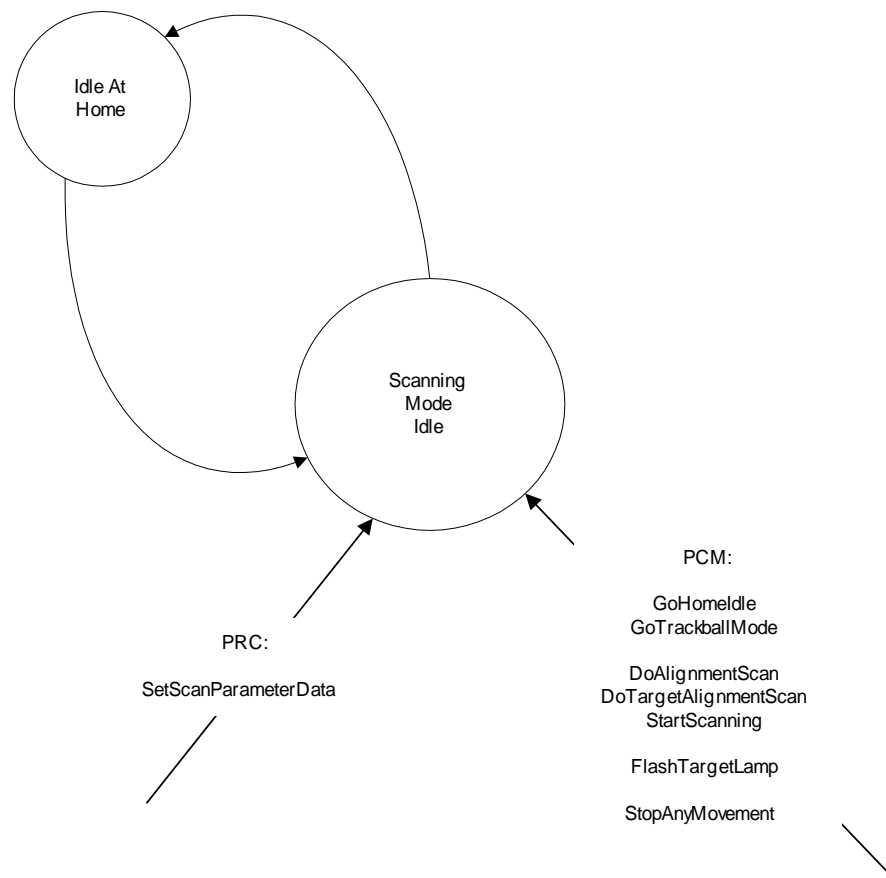 Idle At
Home
Scanning
Mode
Idle
PRC:
SetScanParameterData
PCM:
GoHomeIdle
GoTrackballMode
DoAlignmentScan
DoTargetAlignmentScan
StartScanning
FlashTargetLamp
StopAnyMovement